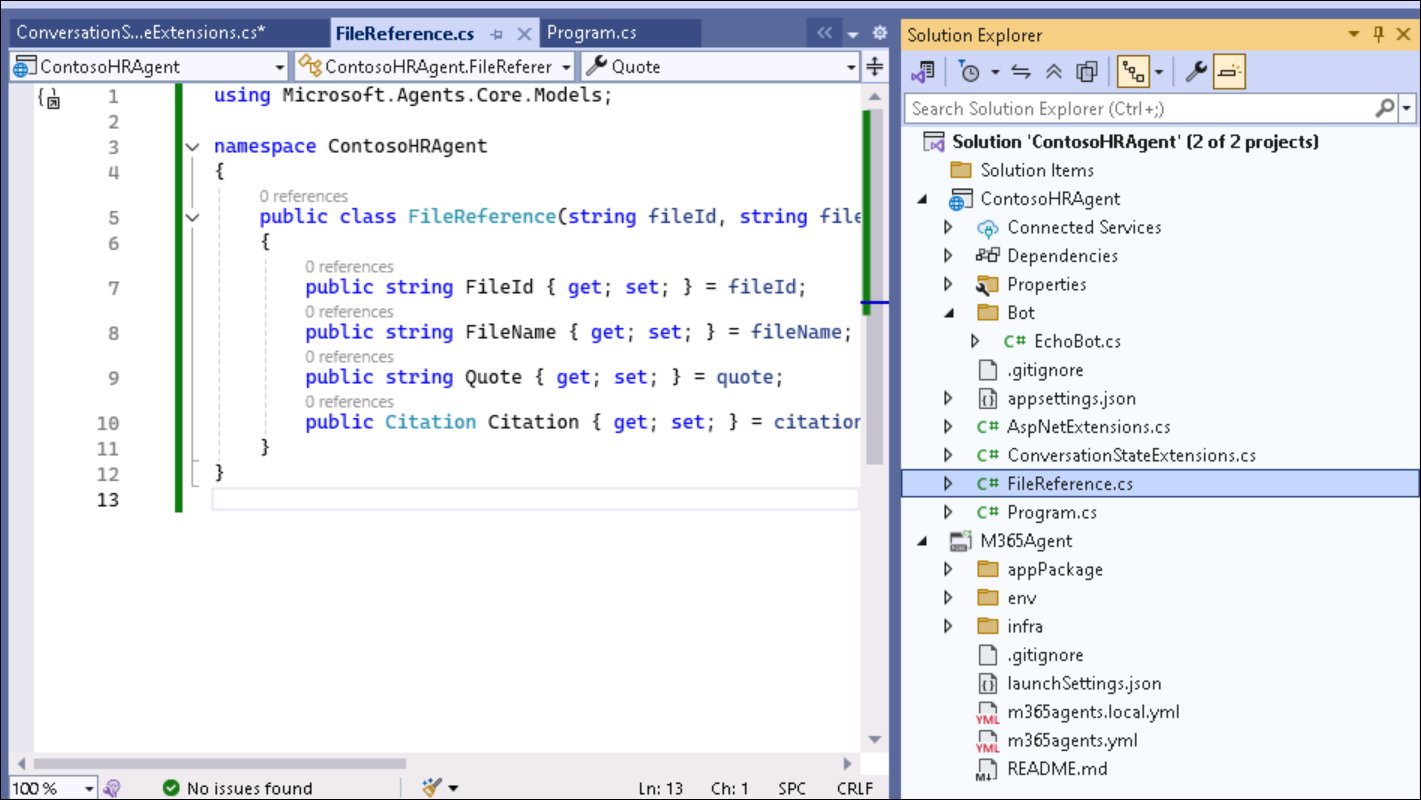 ConversationS...eExtensions.cs*
FileReference.cs
Program.cs
ContosoHRAgent
ContosoHRAgent.FileReferer
Quote
1 using Microsoft.Agents.Core.Models;
2
3 namespace ContosoHRAgent
4 {
0 references
5 public class FileReference(string fileId, string file
6 {
0 references
7 public string FileId { get; set; } = fileId;
0 references
8 public string FileName { get; set; } = fileName;
0 references
9 public string Quote { get; set; } = quote;
0 references
10 public Citation Citation { get; set; } = citation
11 }
12 }
13
100 %
No issues found
Ln: 13
Ch: 1
SPC
CRLF
Solution Explorer
Search Solution Explorer (Ctrl+;)
Solution 'ContosoHRAgent' (2 of 2 projects)
Solution Items
ContosoHRAgent
Connected Services
Dependencies
Properties
Bot
C# EchoBot.cs
.gitignore
appsettings.json
C# AspNetExtensions.cs
C# ConversationStateExtensions.cs
C# FileReference.cs
C# Program.cs
M365Agent
appPackage
env
infra
.gitignore
launchSettings.json
YML m365agents.local.yml
YML m365agents.yml
README.md